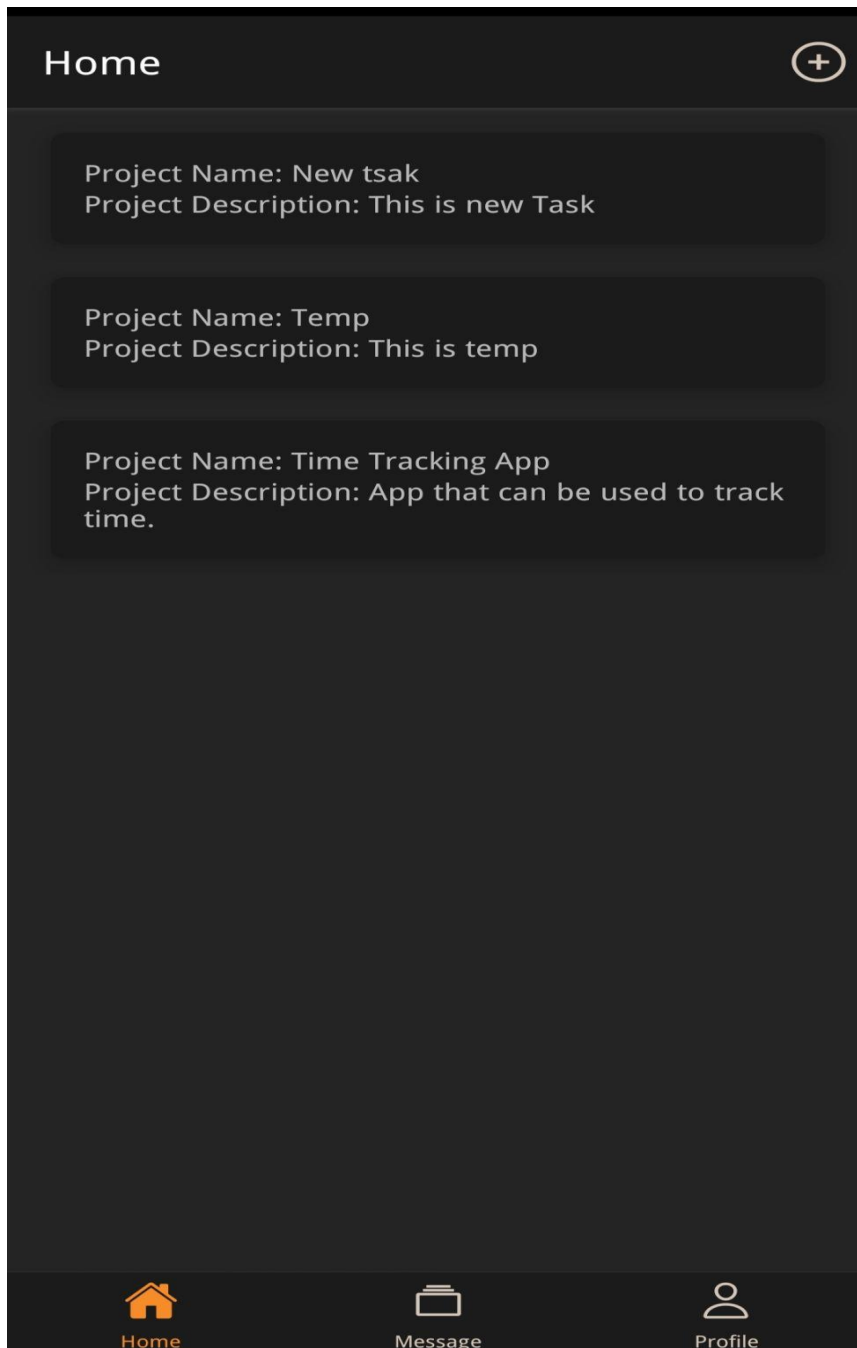 Home
Project Name: New tsak
Project Description: This is new Task
Project Name: Temp
Project Description: This is temp
Project Name: Time Tracking App
Project Description: App that can be used to track
time.
Home
Message
Profile